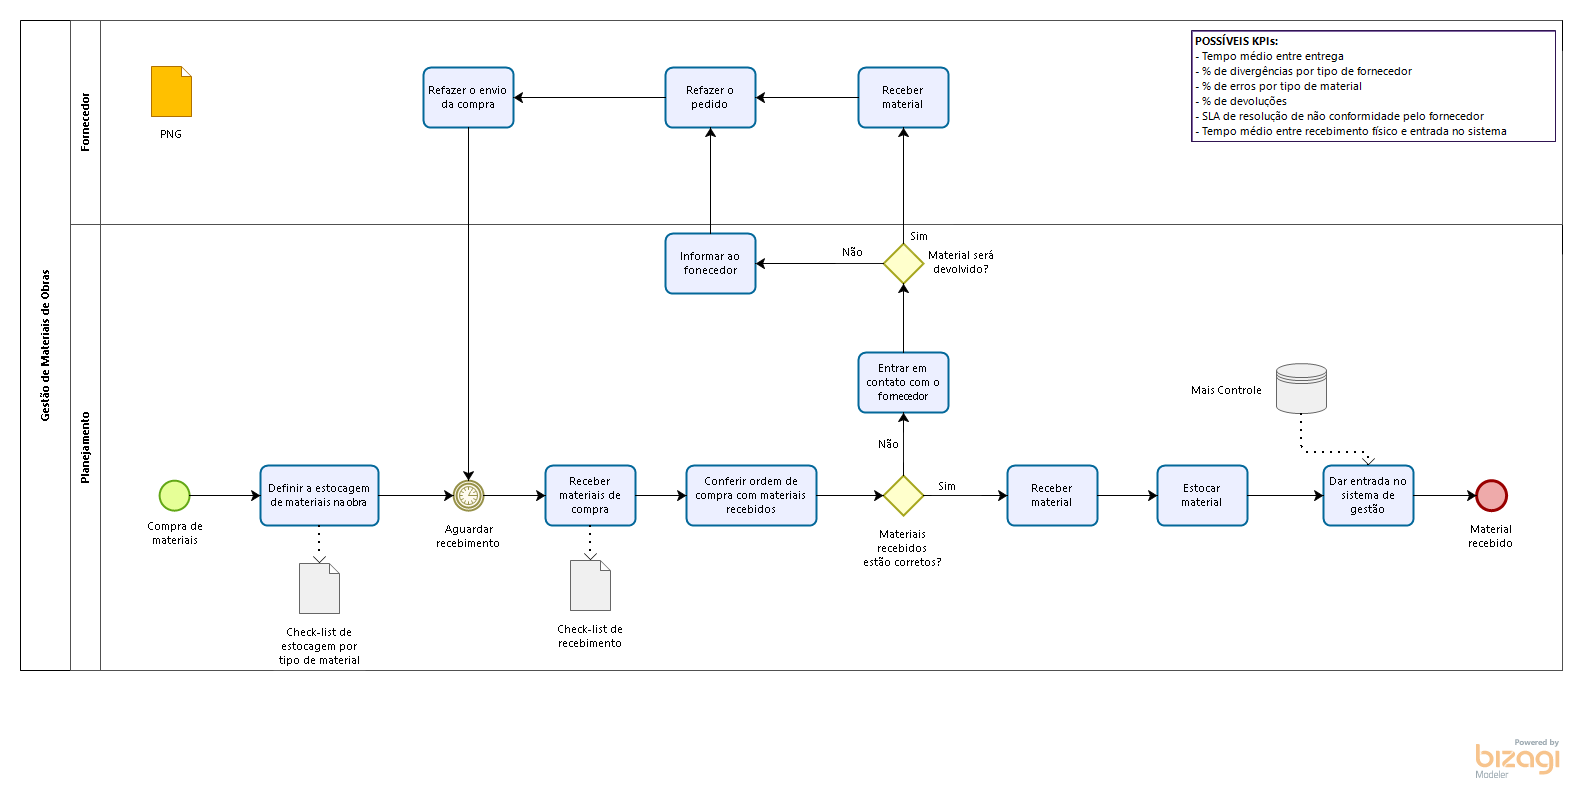 Gestão de Materiais de Obras
Fornecedor
PNG
Refazer o envio
da compra
Refazer o
pedido
Receber
material
POSSÍVEIS KPIs:
- Tempo médio entre entrega
- % de divergências por tipo de fornecedor
- % de erros por tipo de material
- % de devoluções
- SLA de resolução de não conformidade pelo fornecedor
- Tempo médio entre recebimento físico e entrada no sistema
Planejamento
Informar ao
fonecedor
Não
Sim
Material será
devolvido?
Entrar em
contato com o
fornecedor
Não
Mais Controle
Compra de
materiais
Definir a estocagem
de materiais na obra
Check-list de
estocagem por
tipo de material
Aguardar
recebimento
Receber
materiais de
compra
Check-list de
recebimento
Conferir ordem de
compra com materiais
recebidos
Materiais
recebidos
estão corretos?
Sim
Receber
material
Estocar
material
Dar entrada no
sistema de
gestão
Material
recebido
Powered by
bizagi
Modeler